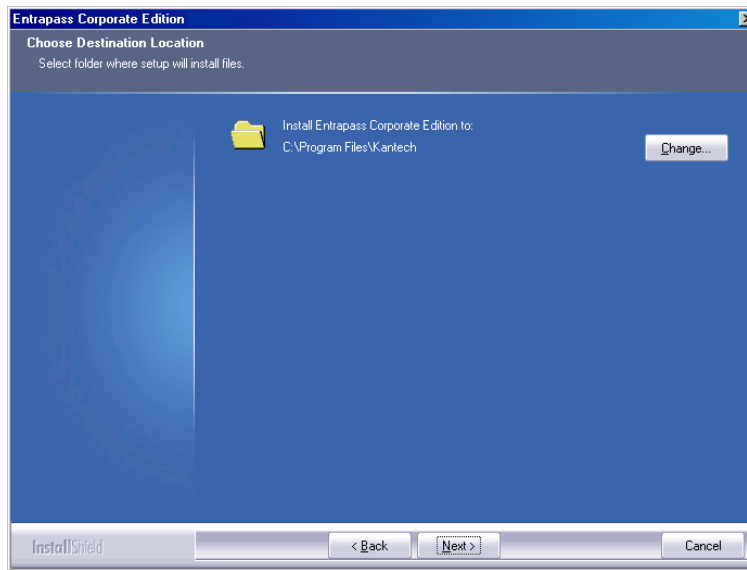 Entrapass Corporate Edition
Choose Destination Location
Select folder where setup will install files.
Install Entrapass Corporate Edition to:
C:\Program Files\Kantech
Change...
InstallShield
< Back
Next >
Cancel